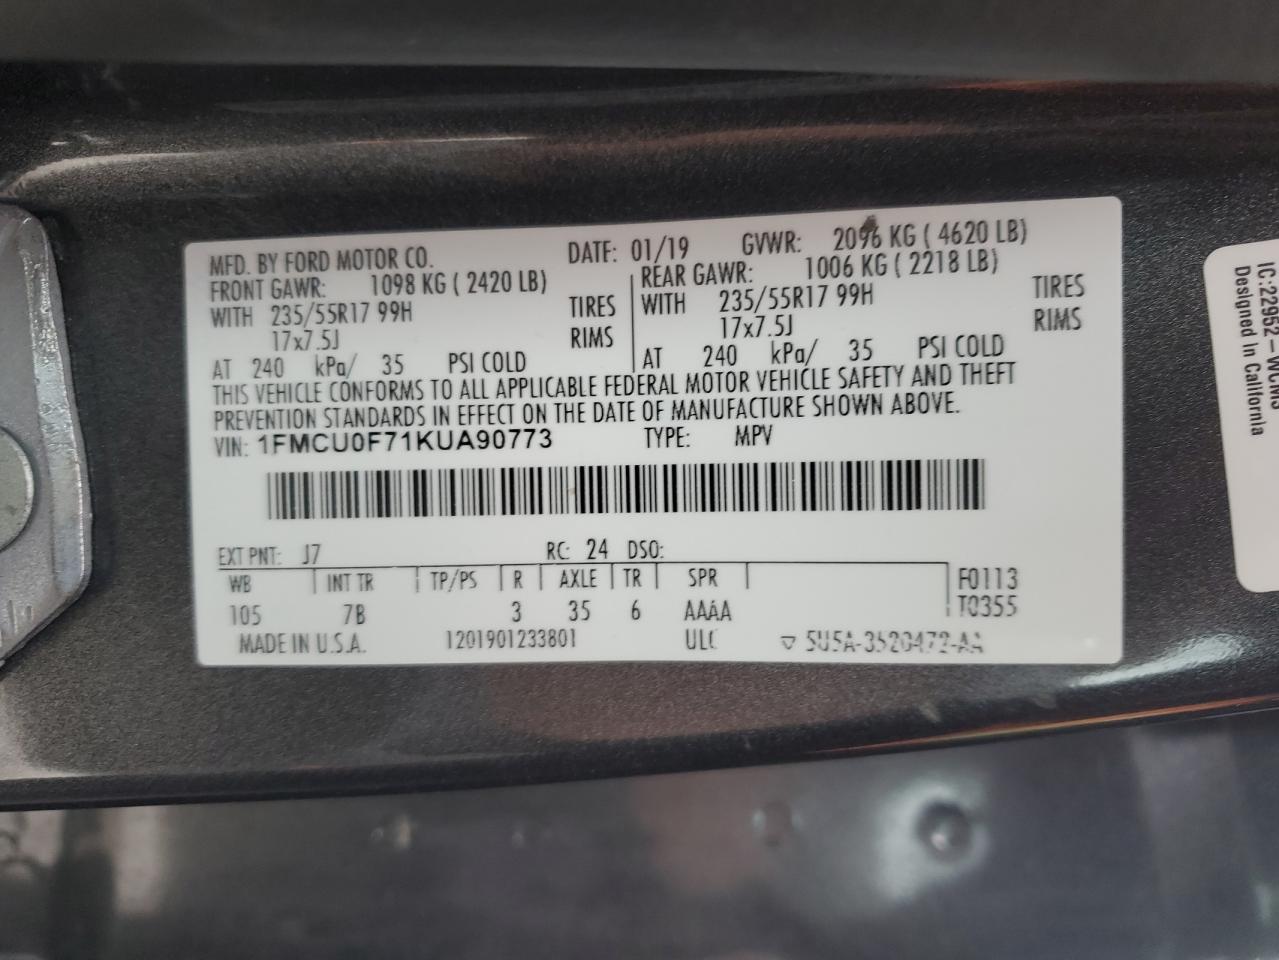 MFD. BY FORD MOTOR CO. DATE: 01/19 GVWR: 2096 KG ( 4620 LB)
FRONT GAWR: 1098 KG ( 2420 LB) REAR GAWR: 1006 KG ( 2218 LB)
WITH 235/55R17 99H TIRES WITH 235/55R17 99H TIRES
17x7.5J RIMS 17x7.5J RIMS
AT 240 kPa/ 35 PSI COLD AT 240 kPa/ 35 PSI COLD
THIS VEHICLE CONFORMS TO ALL APPLICABLE FEDERAL MOTOR VEHICLE SAFETY AND THEFT
PREVENTION STANDARDS IN EFFECT ON THE DATE OF MANUFACTURE SHOWN ABOVE.
VIN: 1FMCU0F71KUA90773 TYPE: MPV
EXT PNT: J7 RC: 24 DSO:
WB INT TR TP/PS R AXLE TR SPR F0113
105 7B 3 35 6 AAAA T0355
MADE IN U.S.A. 1201901233801 ULC ▽ 5U5A-3520472-AA
IC:22952-WCMS
Designed in California